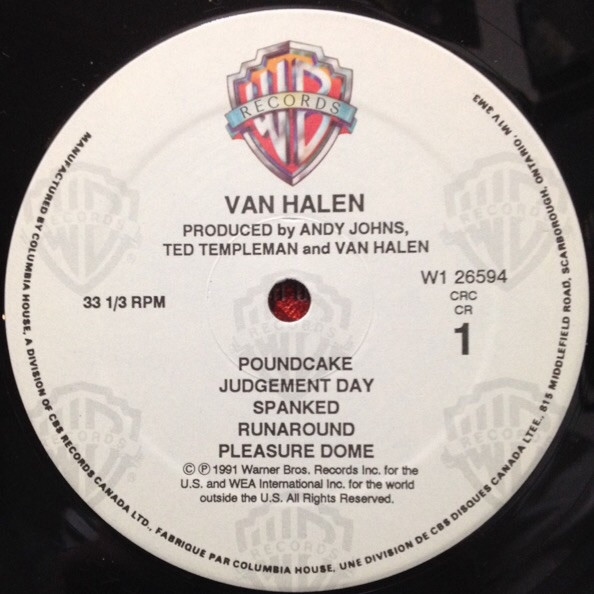 WB
RECORDS
VAN HALEN
PRODUCED by ANDY JOHNS,
TED TEMPLEMAN and VAN HALEN
33 1/3 RPM
W1 26594
CRC
CR
1
POUNDCAKE
JUDGEMENT DAY
SPANKED
RUNAROUND
PLEASURE DOME
© ℗ 1991 Warner Bros. Records Inc. for the
U.S. and WEA International Inc. for the world
outside the U.S. All Rights Reserved.
MANUFACTURED BY COLUMBIA HOUSE, A DIVISION OF CBS RECORDS CANADA LTD., FABRIQUE PAR COLUMBIA HOUSE, UNE DIVISION DE CBS DISQUES CANADA LTEE., 815 MIDDLEFIELD ROAD, SCARBOROUGH, ONTARIO, M1V 3M3